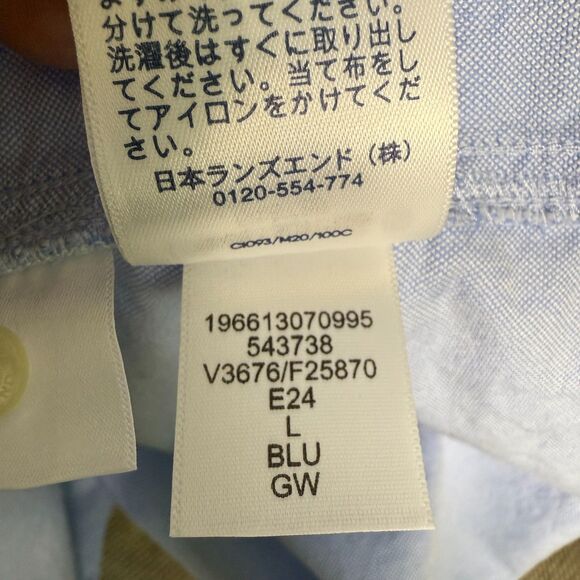 分けて洗ってください。
洗濯後はすぐに取り出し
てください。当て布をし
てアイロンをかけてくだ
さい。
日本ランズエンド（株）
0120-554-774
C1093/M20/100C
196613070995
543738
V3676/F25870
E24
L
BLU
GW